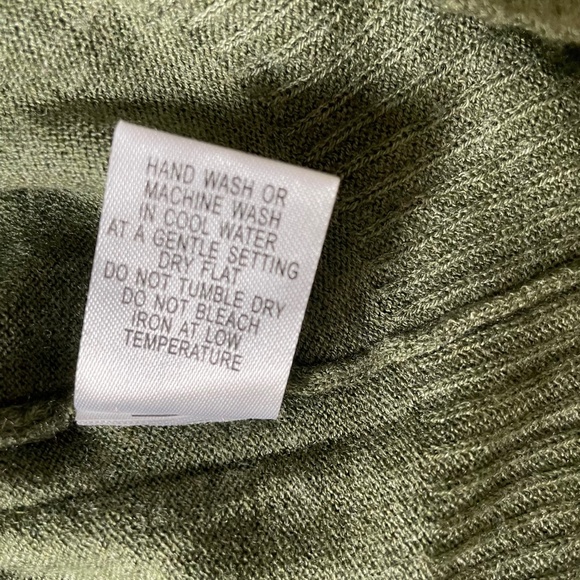 HAND WASH OR
MACHINE WASH
IN COOL WATER
AT A GENTLE SETTING
DRY FLAT
DO NOT TUMBLE DRY
DO NOT BLEACH
IRON AT LOW
TEMPERATURE